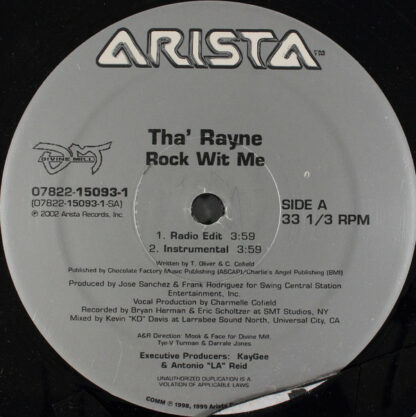 ARISTA™
DIVINE MILL
Tha' Rayne
Rock Wit Me
07822-15093-1
(07822-15093-1-SA)
℗ 2002 Arista Records, Inc.
SIDE A
33 1/3 RPM
1. Radio Edit 3:59
2. Instrumental 3:59
Written by T. Oliver & C. Cofield
Published by Chocolate Factory Music Publishing (ASCAP)/Charlie's Angel Publishing (BMI)
Produced by Jose Sanchez & Frank Rodriguez for Swing Central Station
Entertainment, Inc.
Vocal Production by Charmelle Cofield
Recorded by Bryan Herman & Eric Scholtzer at SMT Studios, NY
Mixed by Kevin "KD" Davis at Larrabee Sound North, Universal City, CA
A&R Direction: Mook & Face for Divine Mill,
Tye-V Turman & Darrale Jones
Executive Producers: KayGee
& Antonio "LA" Reid
UNAUTHORIZED DUPLICATION IS A
VIOLATION OF APPLICABLE LAWS
COMM ℗ 1998, 1999 Arista